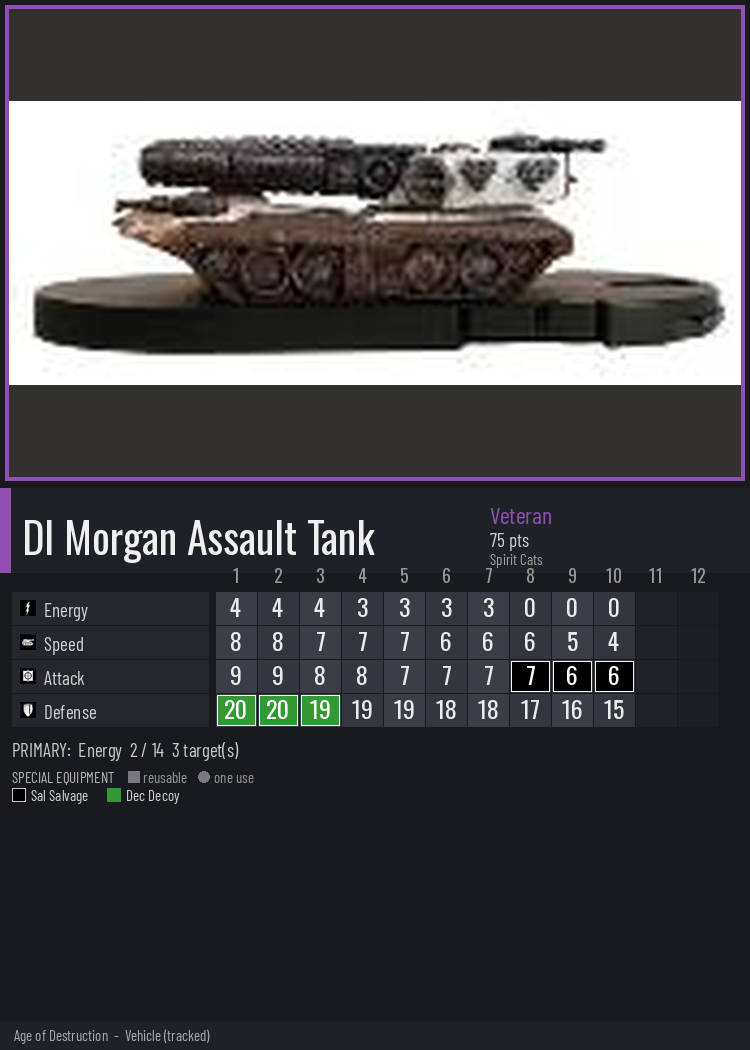 DI Morgan Assault Tank
Veteran
75 pts
Spirit Cats
1 2 3 4 5 6 7 8 9 10 11 12
Energy 4 4 4 3 3 3 3 0 0 0
Speed 8 8 7 7 7 6 6 6 5 4
Attack 9 9 8 8 7 7 7 7 6 6
Defense 20 20 19 19 19 18 18 17 16 15
PRIMARY: Energy 2 / 14 3 target(s)
SPECIAL EQUIPMENT reusable one use
Sal Salvage Dec Decoy
Age of Destruction - Vehicle (tracked)